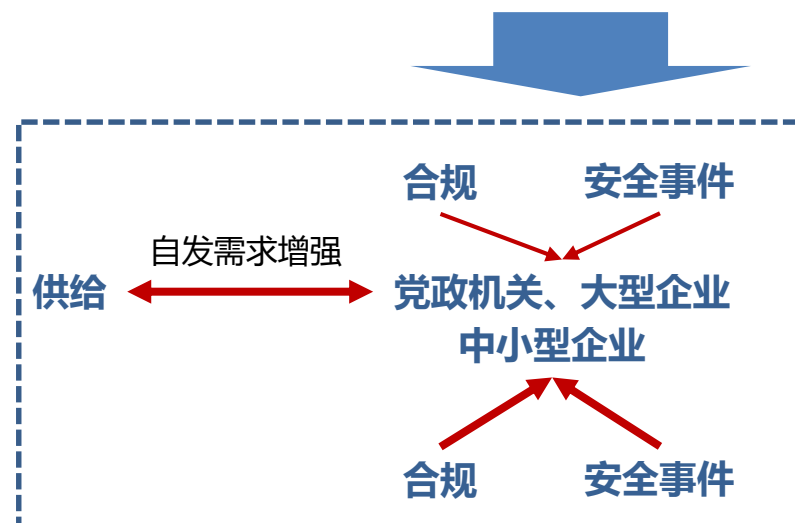 合规 安全事件
自发需求增强
供给 党政机关、大型企业
中小型企业
合规 安全事件